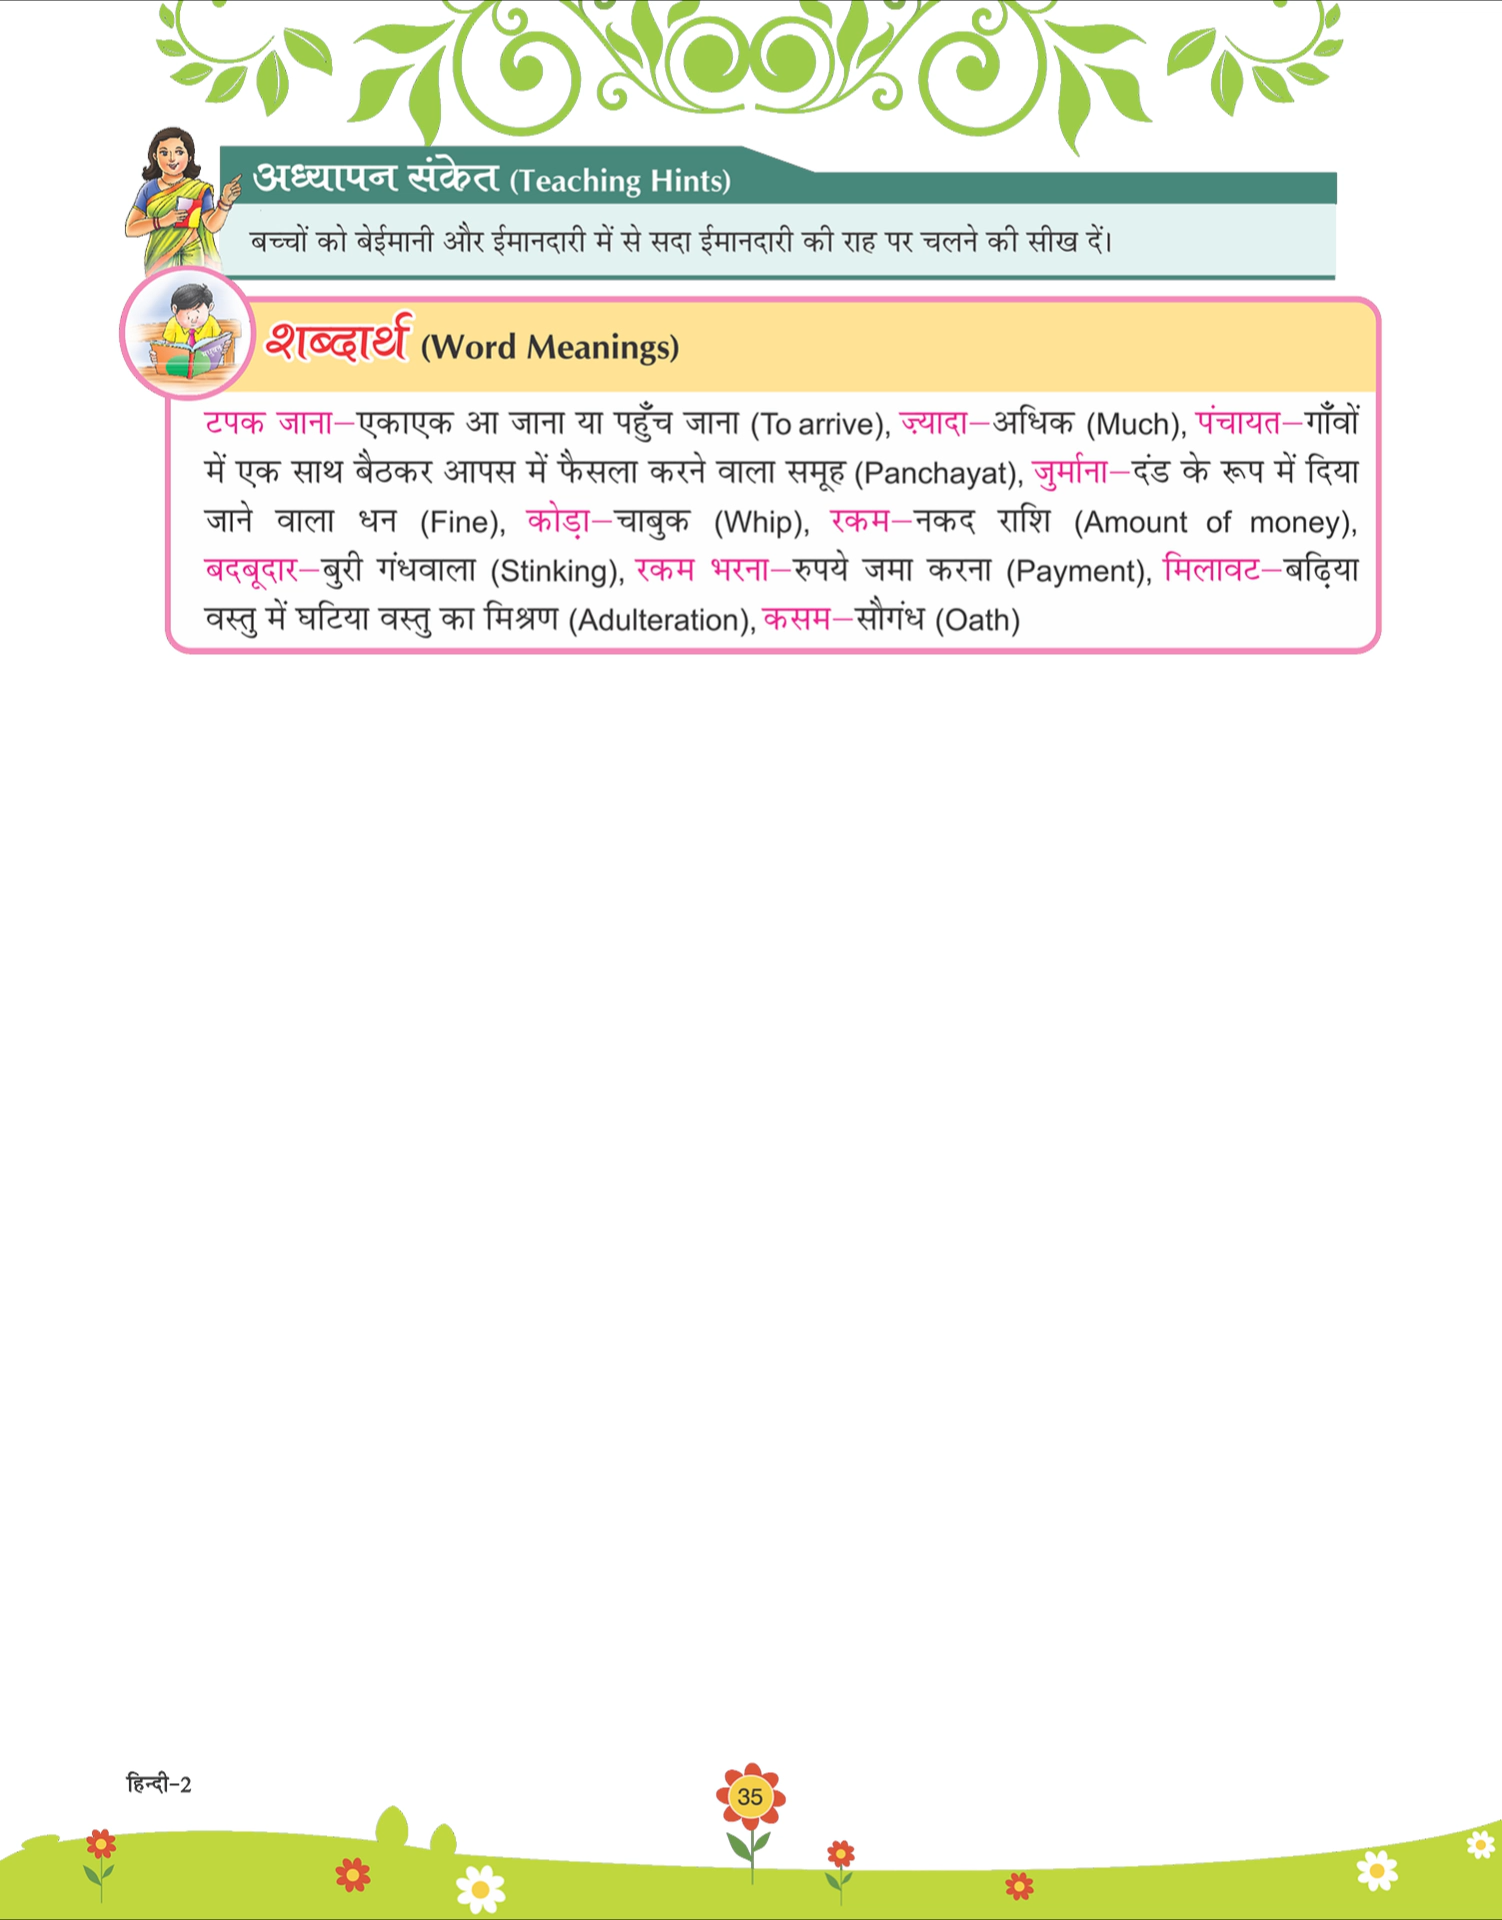 अध्यापन संकेत (Teaching Hints)
बच्चों को बेईमानी और ईमानदारी में से सदा ईमानदारी की राह पर चलने की सीख दें।
शब्दार्थ (Word Meanings)
टपक जाना–एकाएक आ जाना या पहुँच जाना (To arrive), ज़्यादा–अधिक (Much), पंचायत–गाँवों
में एक साथ बैठकर आपस में फैसला करने वाला समूह (Panchayat), जुर्माना–दंड के रूप में दिया
जाने वाला धन (Fine), कोड़ा–चाबुक (Whip), रकम–नकद राशि (Amount of money),
बदबूदार–बुरी गंधवाला (Stinking), रकम भरना–रुपये जमा करना (Payment), मिलावट–बढ़िया
वस्तु में घटिया वस्तु का मिश्रण (Adulteration), कसम–सौगंध (Oath)
हिन्दी-2
35